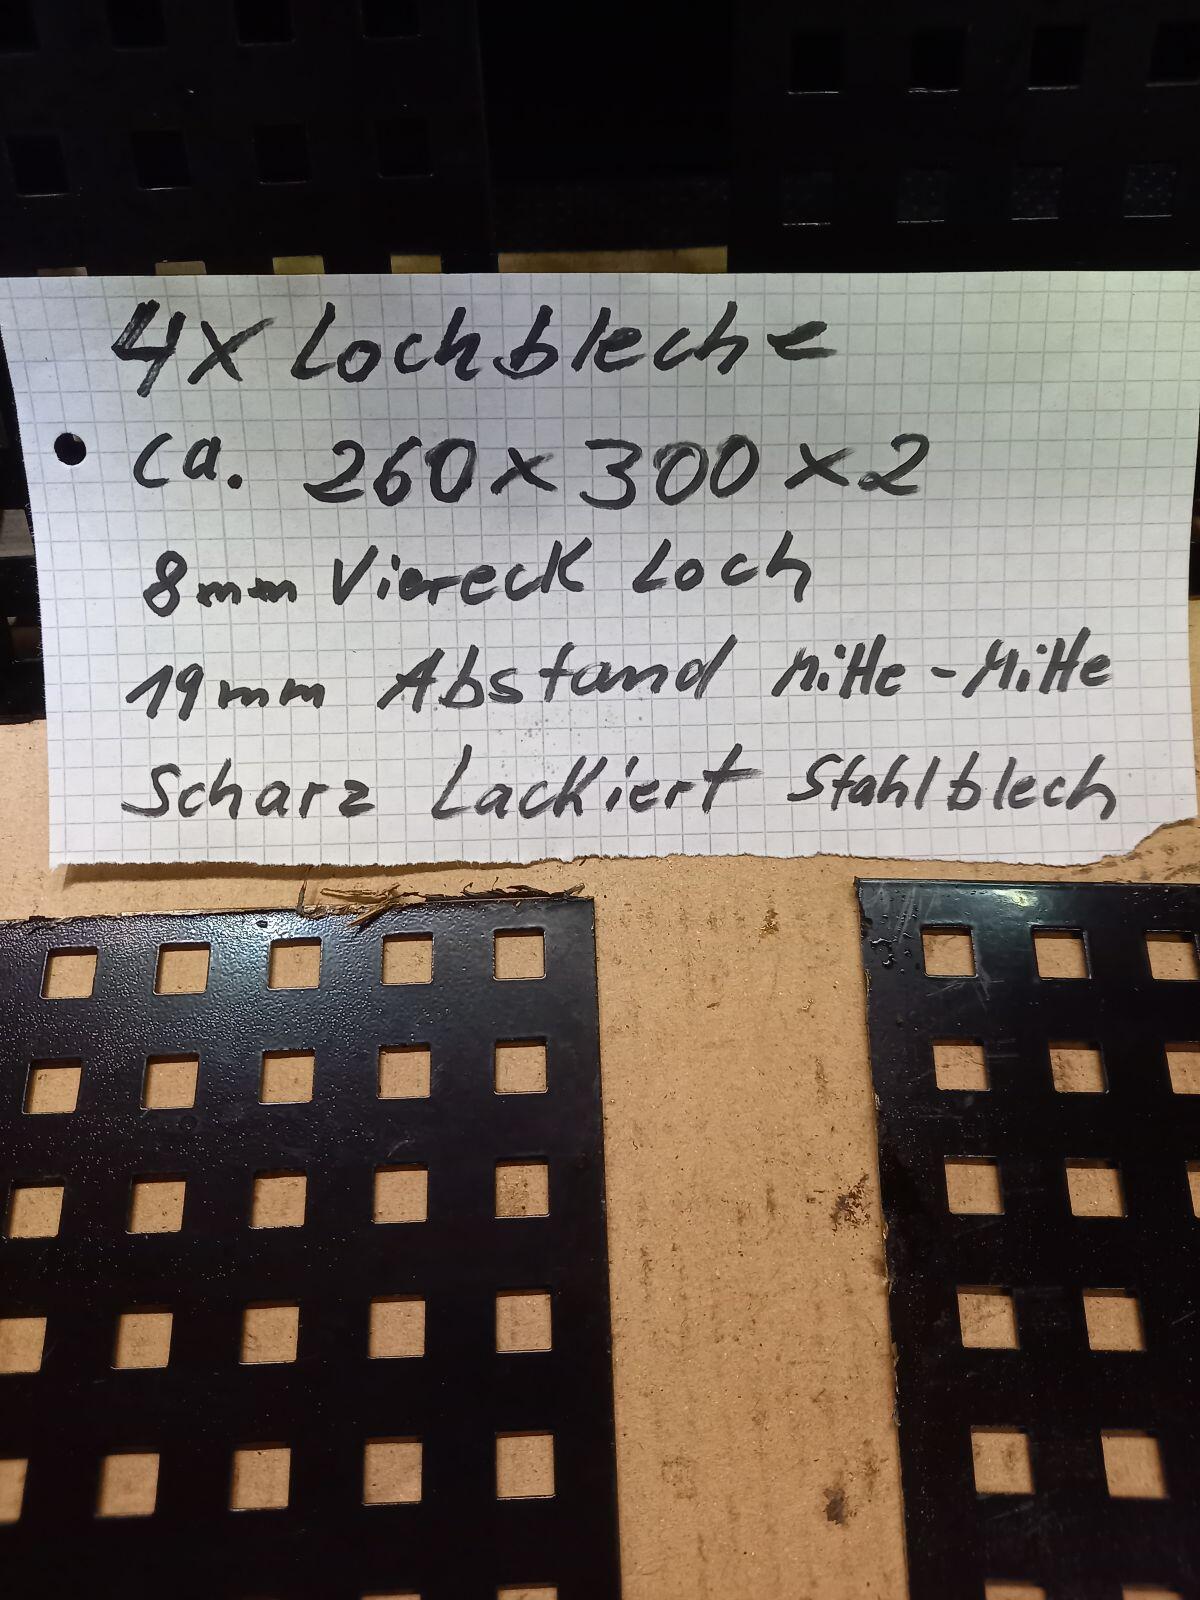 4x Lochbleche
ca. 260 x 300 x 2
8mm Viereck Loch
19mm Abstand Mitte - Mitte
Scharz Lackiert Stahlblech